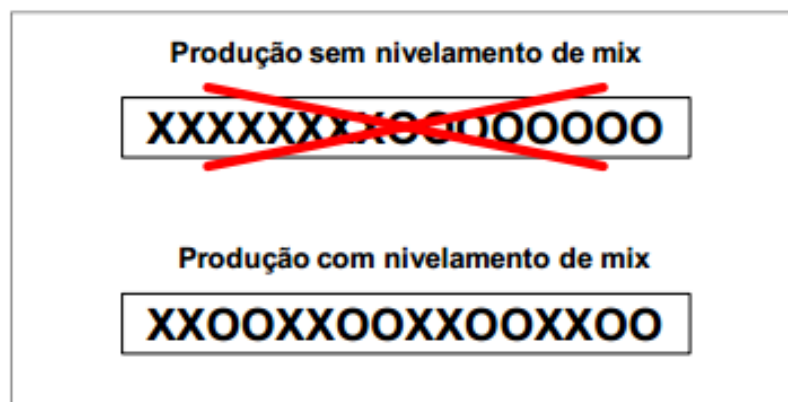 Produção sem nivelamento de mix
XXXXXXXXOOOOOOOO
Produção com nivelamento de mix
XXOOXXOOXXOOXXOO